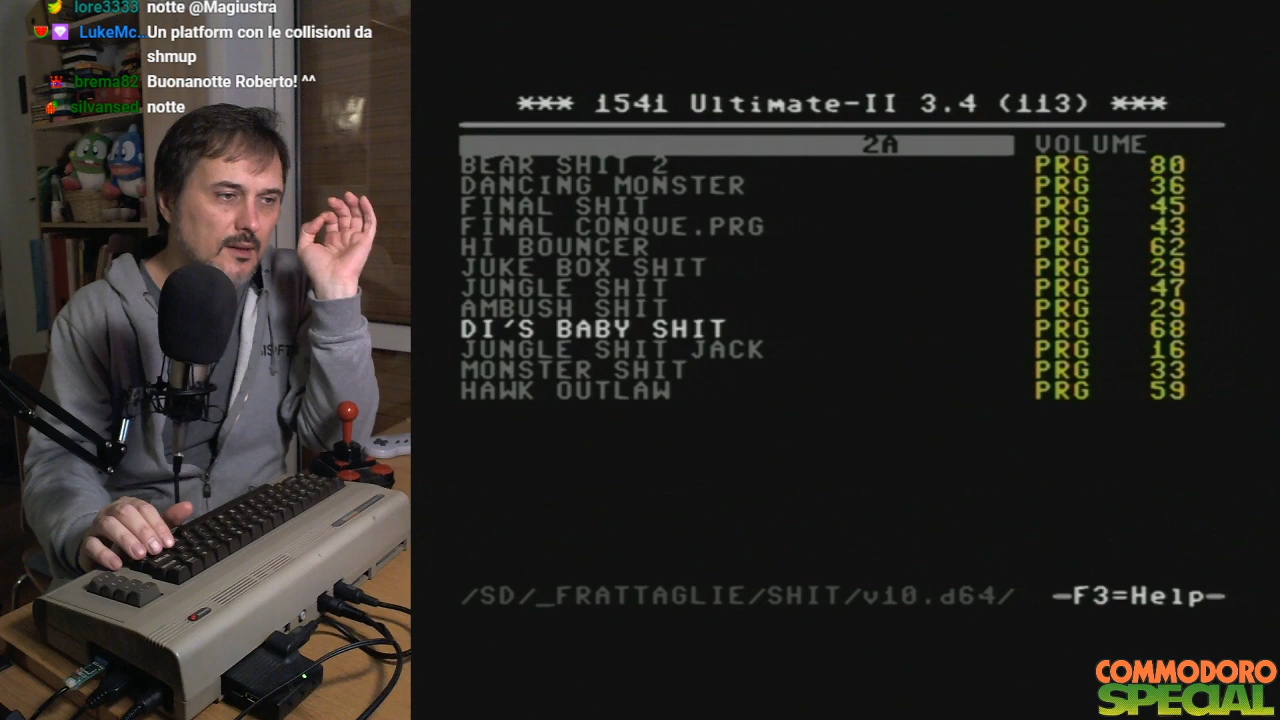 lore3333 notte @Magiustra
LukeMc... Un platform con le collisioni da
shmup
brema82 Buonanotte Roberto! ^^
silvansed notte
*** 1541 Ultimate-II 3.4 (113) ***
2A VOLUME
BEAR SHIT 2 PRG 80
DANCING MONSTER PRG 36
FINAL SHIT PRG 45
FINAL CONQUE.PRG PRG 43
HI BOUNCER PRG 62
JUKE BOX SHIT PRG 29
JUNGLE SHIT PRG 47
AMBUSH SHIT PRG 29
DI'S BABY SHIT PRG 68
JUNGLE SHIT JACK PRG 16
MONSTER SHIT PRG 33
HAWK OUTLAW PRG 59
/SD/_FRATTAGLIE/SHIT/v10.d64/ -F3=Help-
COMMODORO
SPECIAL